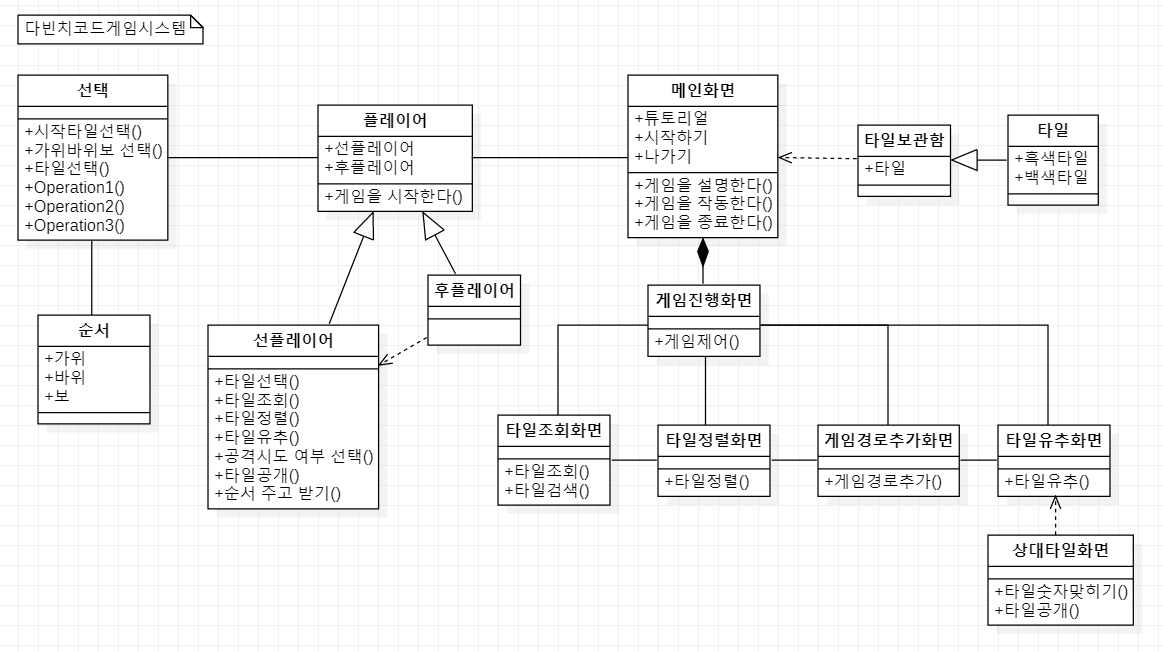 다빈치코드게임시스템
선택
+시작타일선택()
+가위바위보 선택()
+타일선택()
+Operation1()
+Operation2()
+Operation3()
순서
+가위
+바위
+보
플레이어
+선플레이어
+후플레이어
+게임을 시작한다()
후플레이어
선플레이어
+타일선택()
+타일조회()
+타일정렬()
+타일유추()
+공격시도 여부 선택()
+타일공개()
+순서 주고 받기()
메인화면
+튜토리얼
+시작하기
+나가기
+게임을 설명한다()
+게임을 작동한다()
+게임을 종료한다()
타일보관함
+타일
타일
+흑색타일
+백색타일
게임진행화면
+게임제어()
타일조회화면
+타일조회()
+타일검색()
타일정렬화면
+타일정렬()
게임경로추가화면
+게임경로추가()
타일유추화면
+타일유추()
상대타일화면
+타일숫자맞히기()
+타일공개()